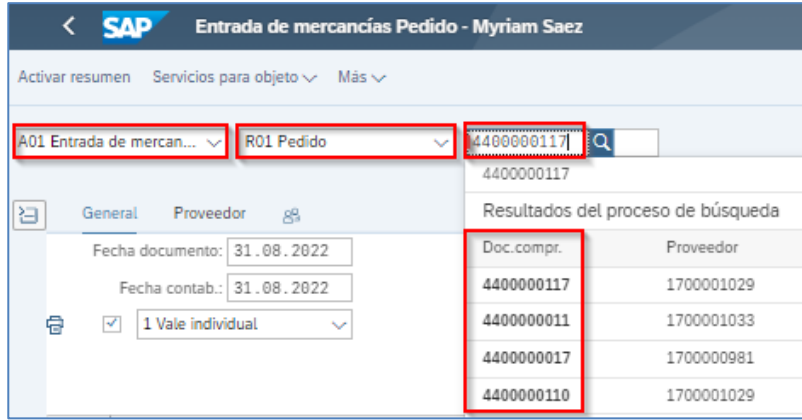 SAP Entrada de mercancías Pedido - Myriam Saez
Activar resumen Servicios para objeto Más
A01 Entrada de mercan... R01 Pedido 4400000117
4400000117
General Proveedor Resultados del proceso de búsqueda
Fecha documento: 31.08.2022 Doc.compr. Proveedor
Fecha contab.: 31.08.2022 4400000117 1700001029
1 Vale individual 4400000011 1700001033
4400000017 1700000981
4400000110 1700001029